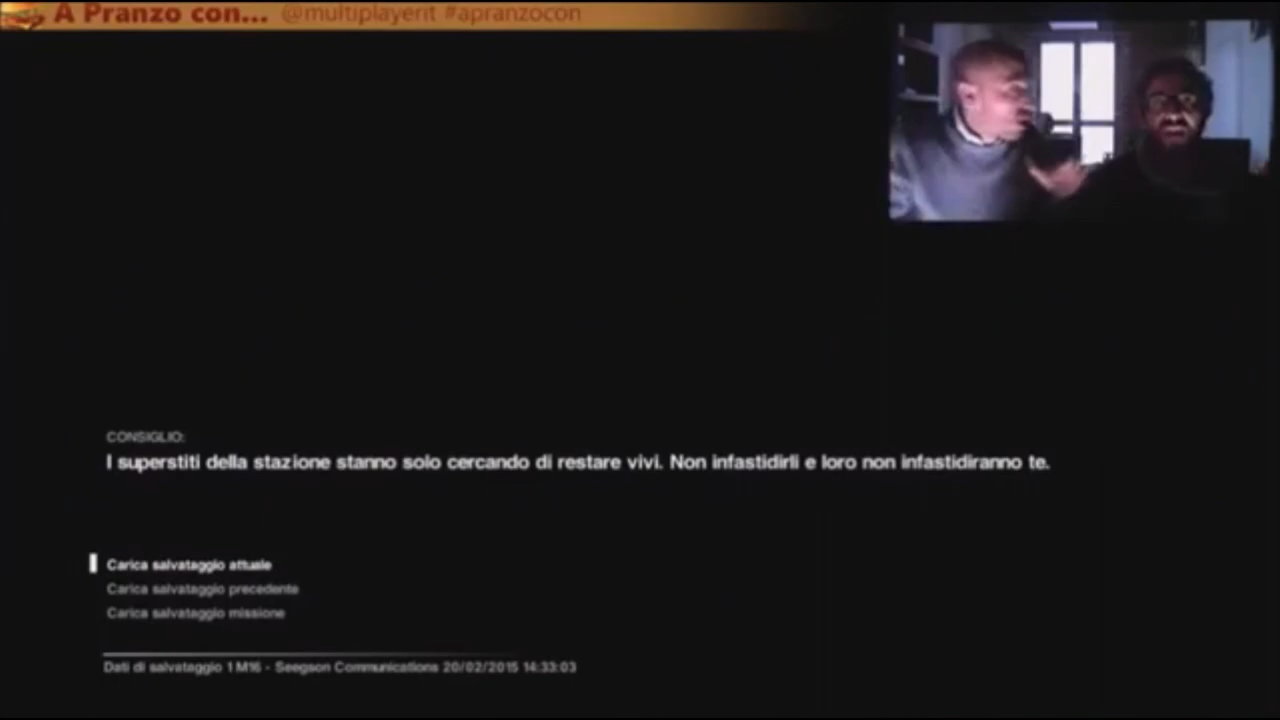 A Pranzo con... @multiplayerit #apranzocon
CONSIGLIO:
I superstiti della stazione stanno solo cercando di restare vivi. Non infastidirli e loro non infastidiranno te.
Carica salvataggio attuale
Carica salvataggio precedente
Carica salvataggio missione
Dati di salvataggio 1 M16 - Seegson Communications 20/02/2015 14:33:03